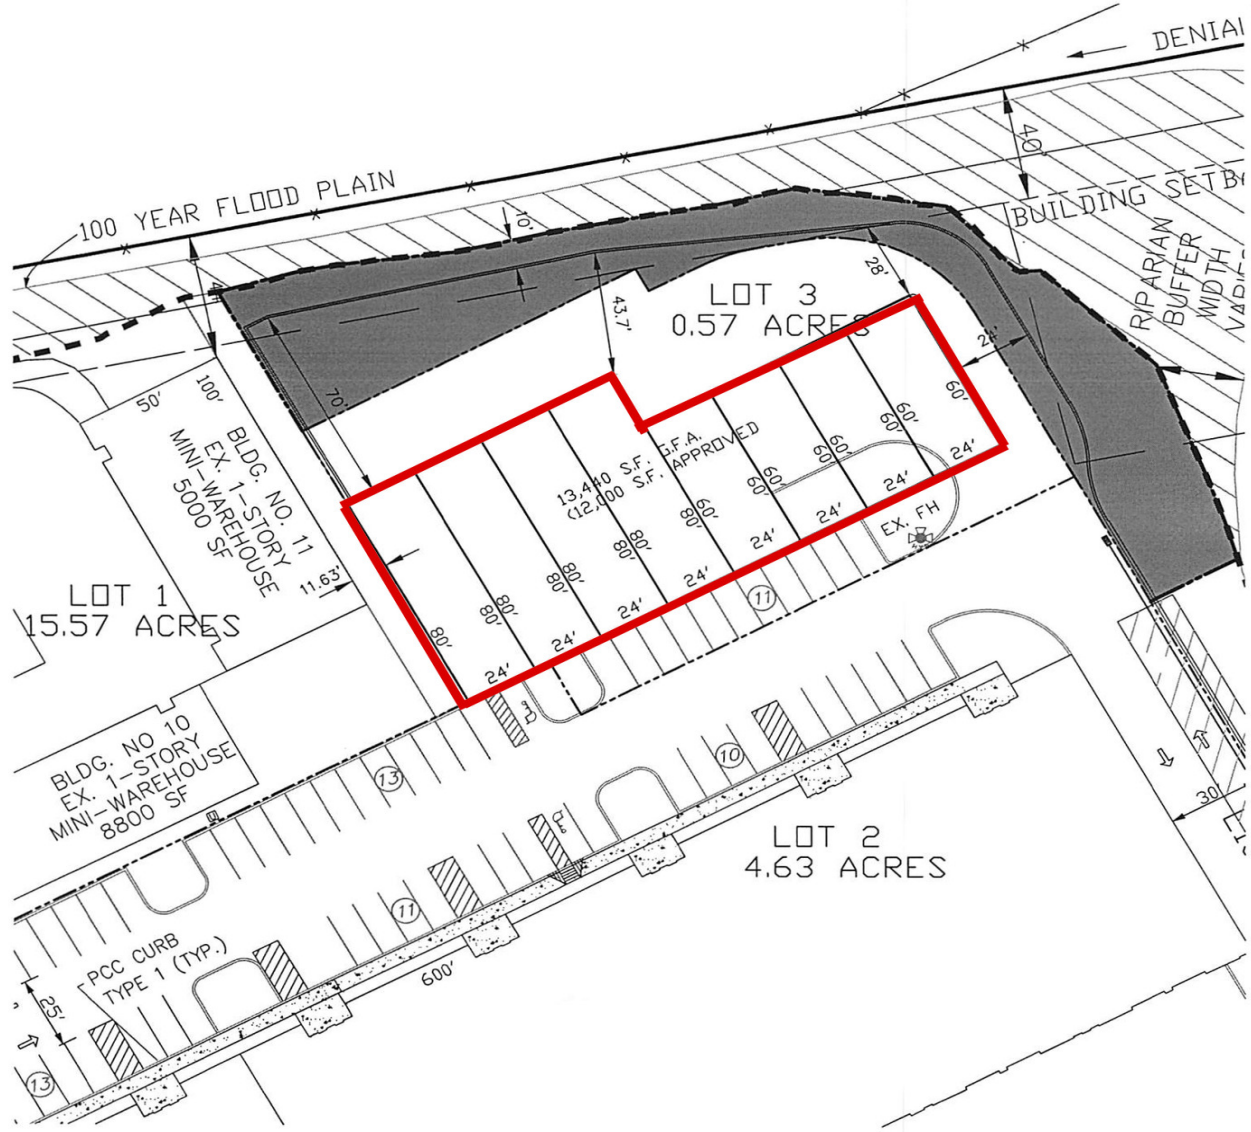 DENIAL
40'
100 YEAR FLOOD PLAIN
10'
BUILDING SETBA
RIPARIAN
BUFFER
WIDTH
VARIES
28'
43.7'
LOT 3
0.57 ACRES
24'
60'
70'
50'
100'
BLDG. NO. 11
EX. 1-STORY
MINI-WAREHOUSE
5000 SF
13,440 S.F. G.F.A.
(12,000 S.F. APPROVED
60'
60'
60'
60'
60'
60'
60'
80'
80'
80'
80'
80'
80'
80'
80'
24'
24'
24'
24'
24'
24'
24'
24'
EX. FH
11
11.63'
LOT 1
15.57 ACRES
BLDG. NO 10
EX. 1-STORY
MINI-WAREHOUSE
8800 SF
13
10
30'
LOT 2
4.63 ACRES
11
PCC CURB
TYPE 1 (TYP.)
600'
25'
13